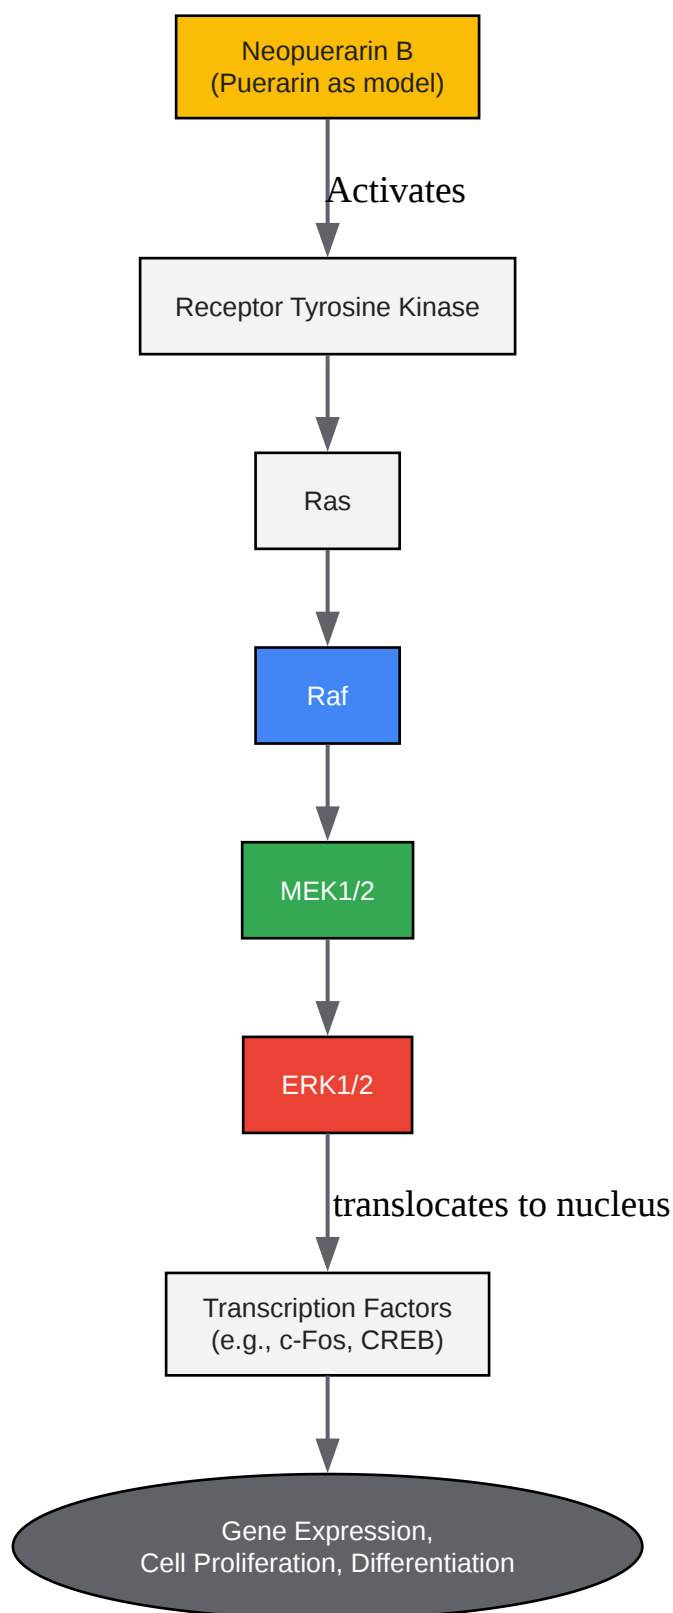 Neopuerarin B
(Puerarin as model)
Activates
Receptor Tyrosine Kinase
Ras
Raf
MEK1/2
ERK1/2
translocates to nucleus
Transcription Factors
(e.g., c-Fos, CREB)
Gene Expression,
Cell Proliferation, Differentiation